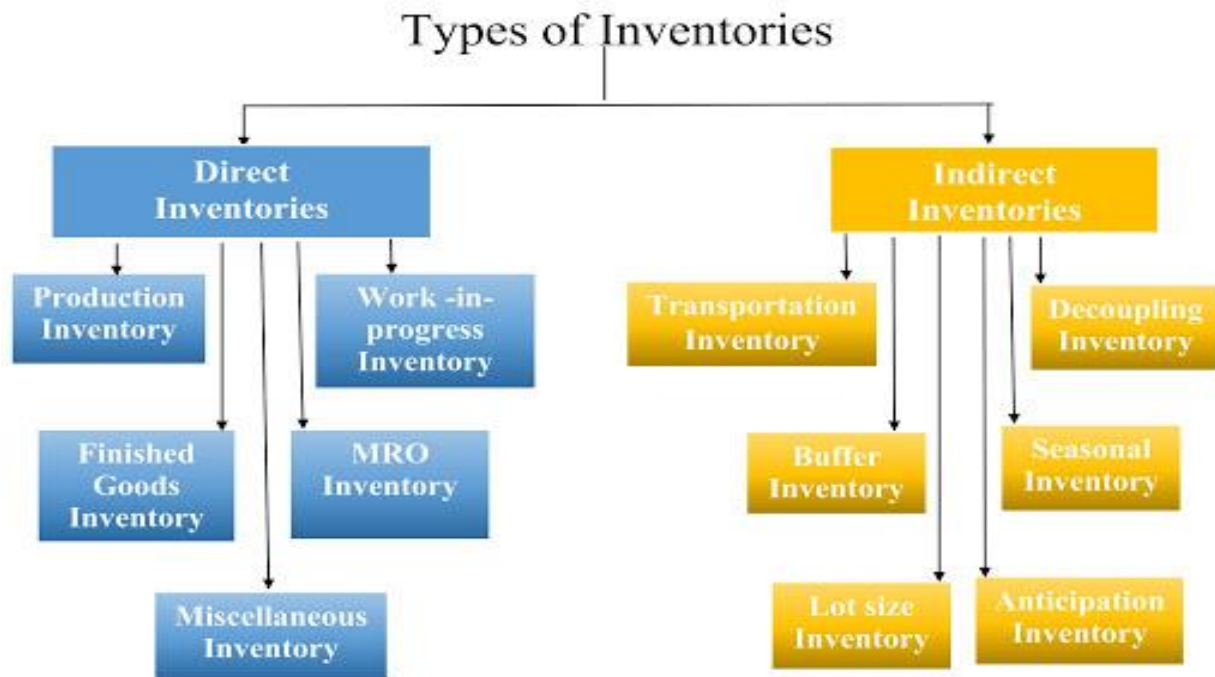 Types of Inventories
Direct
Inventories
Indirect
Inventories
Production
Inventory
Work -in-
progress
Inventory
Transportation
Inventory
Decoupling
Inventory
Finished
Goods
Inventory
MRO
Inventory
Buffer
Inventory
Seasonal
Inventory
Miscellaneous
Inventory
Lot size
Inventory
Anticipation
Inventory